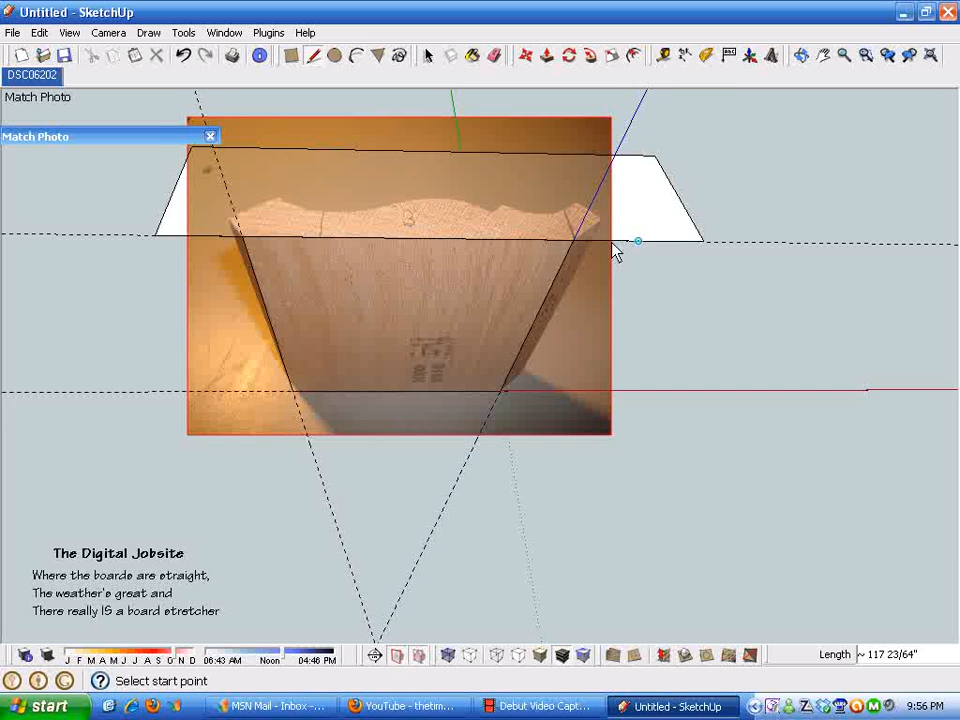 Untitled - SketchUp
File Edit View Camera Draw Tools Window Plugins Help
DSC06202
Match Photo
Match Photo
The Digital Jobsite
Where the boards are straight,
The weather's great and
There really IS a board stretcher
J F M A M J J A S O N D 06:43 AM Noon 04:46 PM Length ~ 117 23/64"
Select start point
start MSN Mail - Inbox -... YouTube - thetim... Debut Video Capt... Untitled - SketchUp 9:56 PM